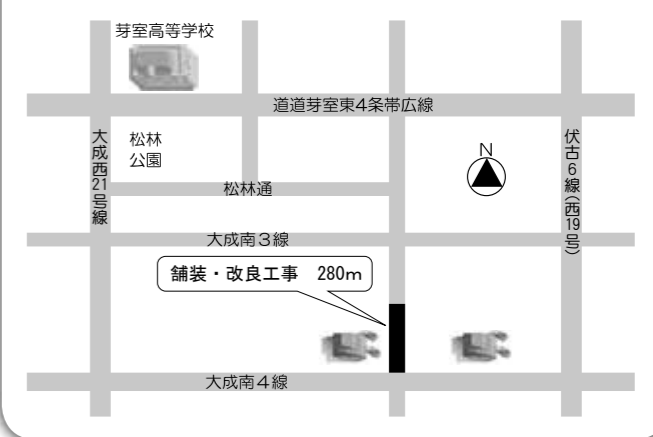 芽室高等学校
道道芽室東4条帯広線
大成西21号線
松林
公園
N
伏古6線(西19号)
松林通
大成南3線
舗装・改良工事 280m
大成南4線